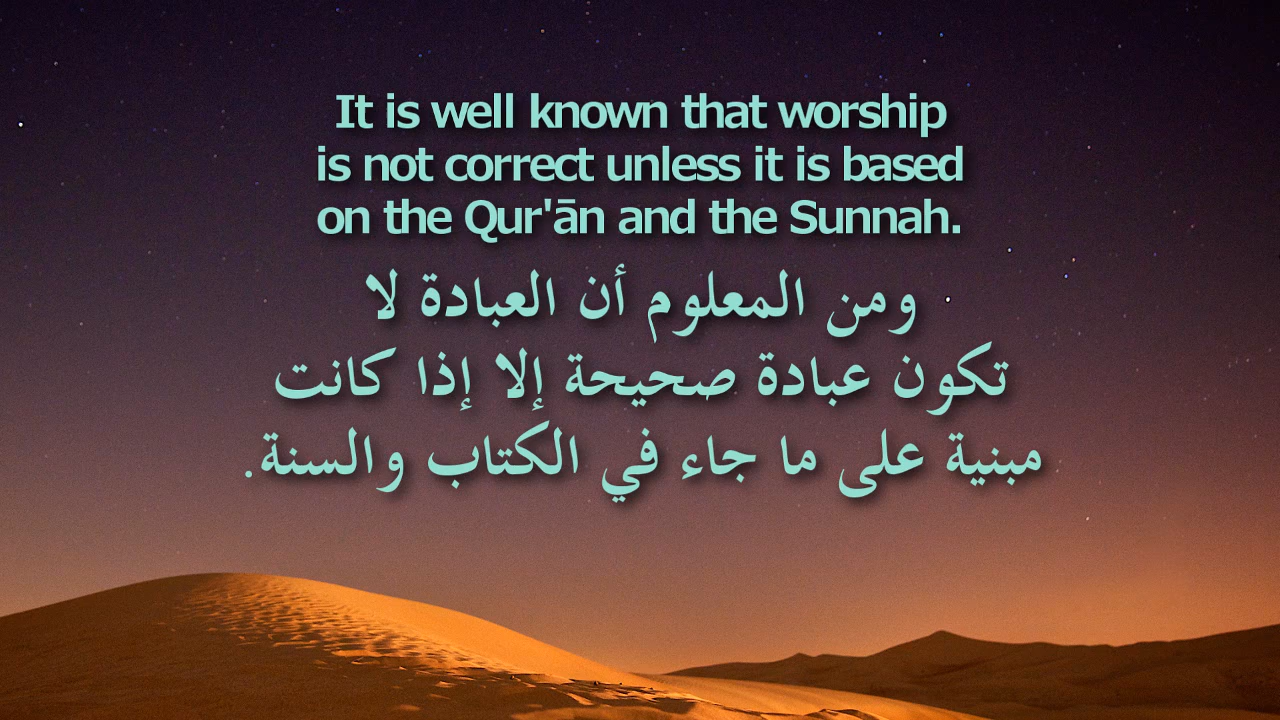 It is well known that worship
is not correct unless it is based
on the Qur'ān and the Sunnah.
ومن المعلوم أن العبادة لا
تكون عبادة صحيحة إلا إذا كانت
مبنية على ما جاء في الكتاب والسنة.